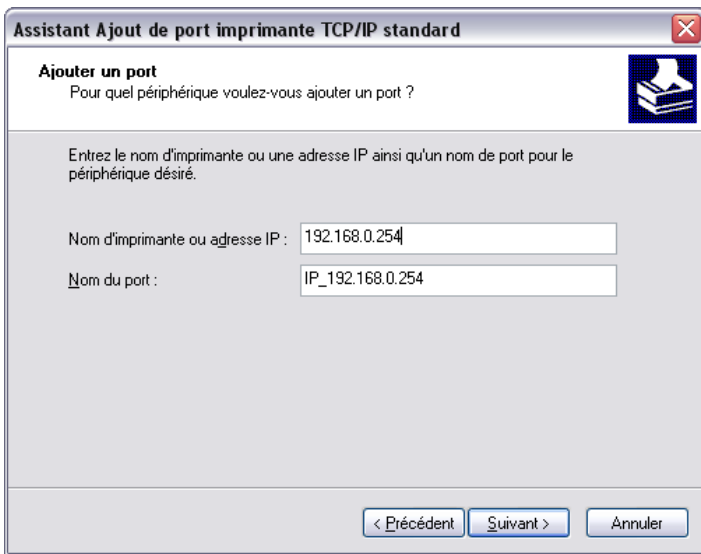 Assistant Ajout de port imprimante TCP/IP standard
Ajouter un port
Pour quel périphérique voulez-vous ajouter un port ?
Entrez le nom d'imprimante ou une adresse IP ainsi qu'un nom de port pour le
périphérique désiré.
Nom d'imprimante ou adresse IP : 192.168.0.254
Nom du port : IP_192.168.0.254
< Précédent Suivant > Annuler